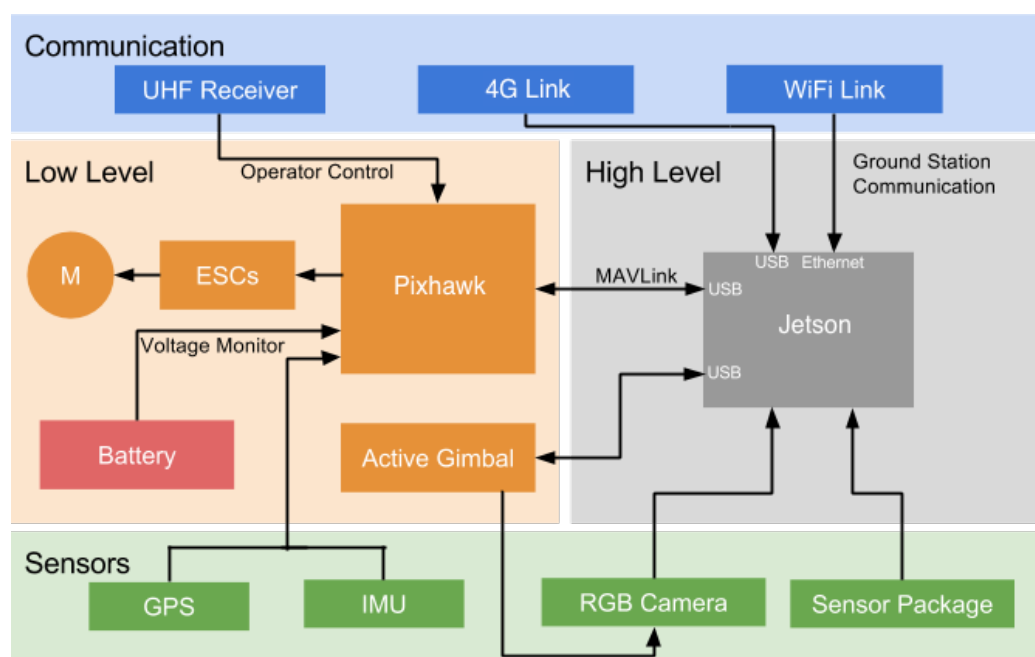 Communication
UHF Receiver
4G Link
WiFi Link
Low Level
Operator Control
High Level
Ground Station
Communication
M
ESCs
Pixhawk
MAVLink
USB
Ethernet
USB
Jetson
Voltage Monitor
USB
Battery
Active Gimbal
Sensors
GPS
IMU
RGB Camera
Sensor Package